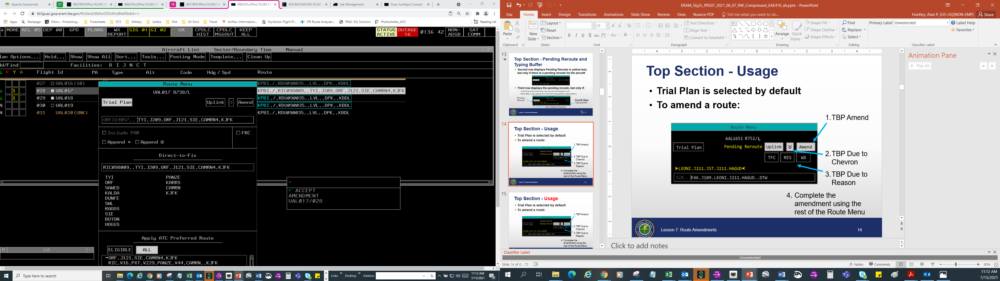 Apache Guacamole
21
865/RPD:RPos:10.245.12
866/DVu:DPos:10.245.12
16
867/RPD:RPos:10.245.12
868/DVu:DPos:10.245.12
455/MCG:MCWS:10.245
Lab Management
Guac huntleya Console
tb3guac.gwp.eram.faa.gov/#/client/MzEwODUAYwBteXNxbA==
Apps
Startpage
Gibiru – Protecting...
Timesheets
ECS
Military
Leidos
FAA
US Govt
Travel
AirNav: Information...
SkyVector: Flight Pl...
IFR Route Analyzer...
FRAC SSL Solution
Photoshelter_AOC
Reading list
MORE ACL 05 DEP 00 GPD PLANS WX REPORT SIG 01 GI 02 UA CPDLC HIST CPDLC MSGOUT KEEP ALL
STATUS ACTIVE OUTAGE 16 0136 42 NON-ADSB SAT COMM
Aircraft List Sector/Boundary Time Manual
lan Options... Hold... Show Show All Sort... Tools... Posting Mode Template... Clean Up
dd/Find Facilities: B I J N C T
R Y A Flight Id PA Type Alt Code Hdg / Spd Route
027 UAL016(10) KPBI./.RDU090035..LVL..DPK..KBDL
1 028 UAL017 KPBI./.RIC098009..TYI.J209.ORF.J121.SIE.CAMRN4.KJFK
1 029 UAL018 KPBI./.RDU090035..LVL..DPK..KBDL
N 030 UAL019 KPBI./.RDU090035..LVL..DPK..KBDL
N 031 UAL020(UNK) KPBI./.RDU090035..LVL..DPK..KBDL
Route Menu
UAL017 B738/L
Trial Plan Uplink Amend
ORF314057.. TYI.J209.ORF.J121.SIE.CAMRN4.KJFK
Include PAR FRC
Append * Append ⊕
Direct-to-Fix
RIC098009..TYI.J209.ORF.J121.SIE.CAMRN4.KJFK
TYI PANZE
ORF KARRS
SAWED CAMRN
KALDA KJFK
DUNFE
SWL
RADDS
SIE
BOTON
HOGGS
Apply ATC Preferred Route
ELIGIBLE ALL
→ORF.J121.SIE.CAMRN4.KJFK
RIC.V16.PXT.V229.PANZE.V44.CAMRN..KJFK
ACCEPT
AMENDMENT
UAL017/028
M UA
Type here to search
Links
Desktop
Address
11:12 AM
7/15/2021
18
ERAM_Stg3c_PRS07_2021_06_07_RW_Compressed_EAE410_ah.pptx - PowerPoint
File Home Insert Design Transitions Animations Slide Show Review View Nuance PDF Tell me what you want to do...
Huntley, Alan P. [US-US](NON-EMP) Share
Paste
Clipboard
New Slide
Layout
Reset
Section
Slides
28
Font
Paragraph
Text Direction
Align Text
Convert to SmartArt
Arrange
Quick Styles
Shape Fill
Shape Outline
Shape Effects
Drawing
Find
Replace
Select
Editing
Primary Label Unrestricted
Label Help
Favorites
Classifier Label
13
Top Section - Pending Reroute and Typing Buffer
• Second row displays Pending Reroute in yellow text, but only if there is a pending reroute for the aircraft
• Third row displays the pending reroute, but only if:
– A pending reroute has been trial planned and selected, and
– Route Menu was opened from the Plans Display/Plan Options Menu
Pending Reroute
• Fourth Row: Typing Buffer
Non-Editable Element
14
Top Section - Usage
• Trial Plan is selected by default
• To amend a route:
1.TBP Amend
2.TBP Due to Chevron
3.TBP Due to Reason
4. Complete the amendment using the rest of the Route Menu
15
Top Section - Usage
• Trial Plan is selected by default
• To amend a route:
1.TBP Amend
2.TBP Due to Chevron
3.TBP Due to Reason
4. Complete the amendment using the rest of the Route Menu
Top Section - Usage
• Trial Plan is selected by default
• To amend a route:
Route Menu
AAL1651 B752/L
Trial Plan Pending Reroute Uplink Amend
TFC RES WX
➤LEONI.J211.JST.J211.HAGUD
ILM.. FAK.J109.LEONI.J211.HAGUD..DTW
1.TBP Amend
2.TBP Due to
Chevron
3.TBP Due to
Reason
4. Complete the
amendment using the
rest of the Route Menu
Lesson 7: Route Amendments
14
Click to add notes
Animation Pane
Play All
Classifier Label
Unrestricted
Slide 14 of 0 .. 72
Notes
Comments
80%
11:12 AM
7/15/2021